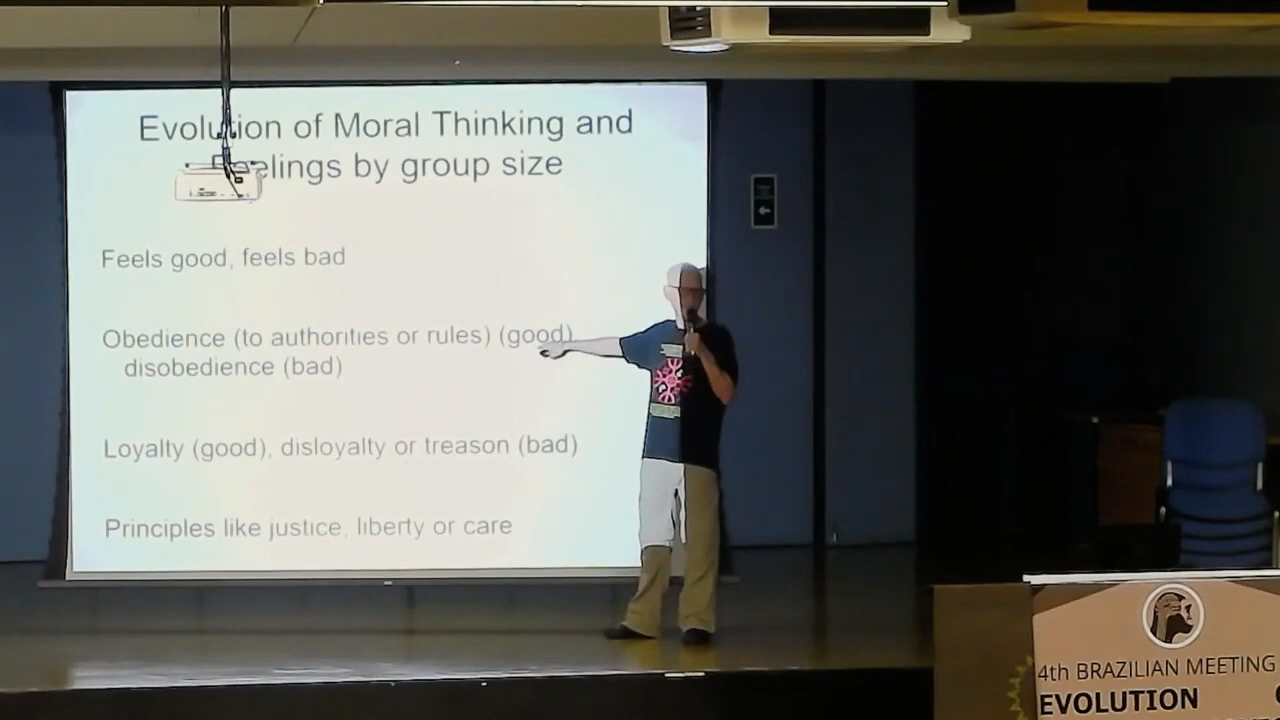 Evolution of Moral Thinking and
Feelings by group size
Feels good, feels bad
Obedience (to authorities or rules) (good)
disobedience (bad)
Loyalty (good), disloyalty or treason (bad)
Principles like justice, liberty or care
4th BRAZILIAN MEETING
EVOLUTION